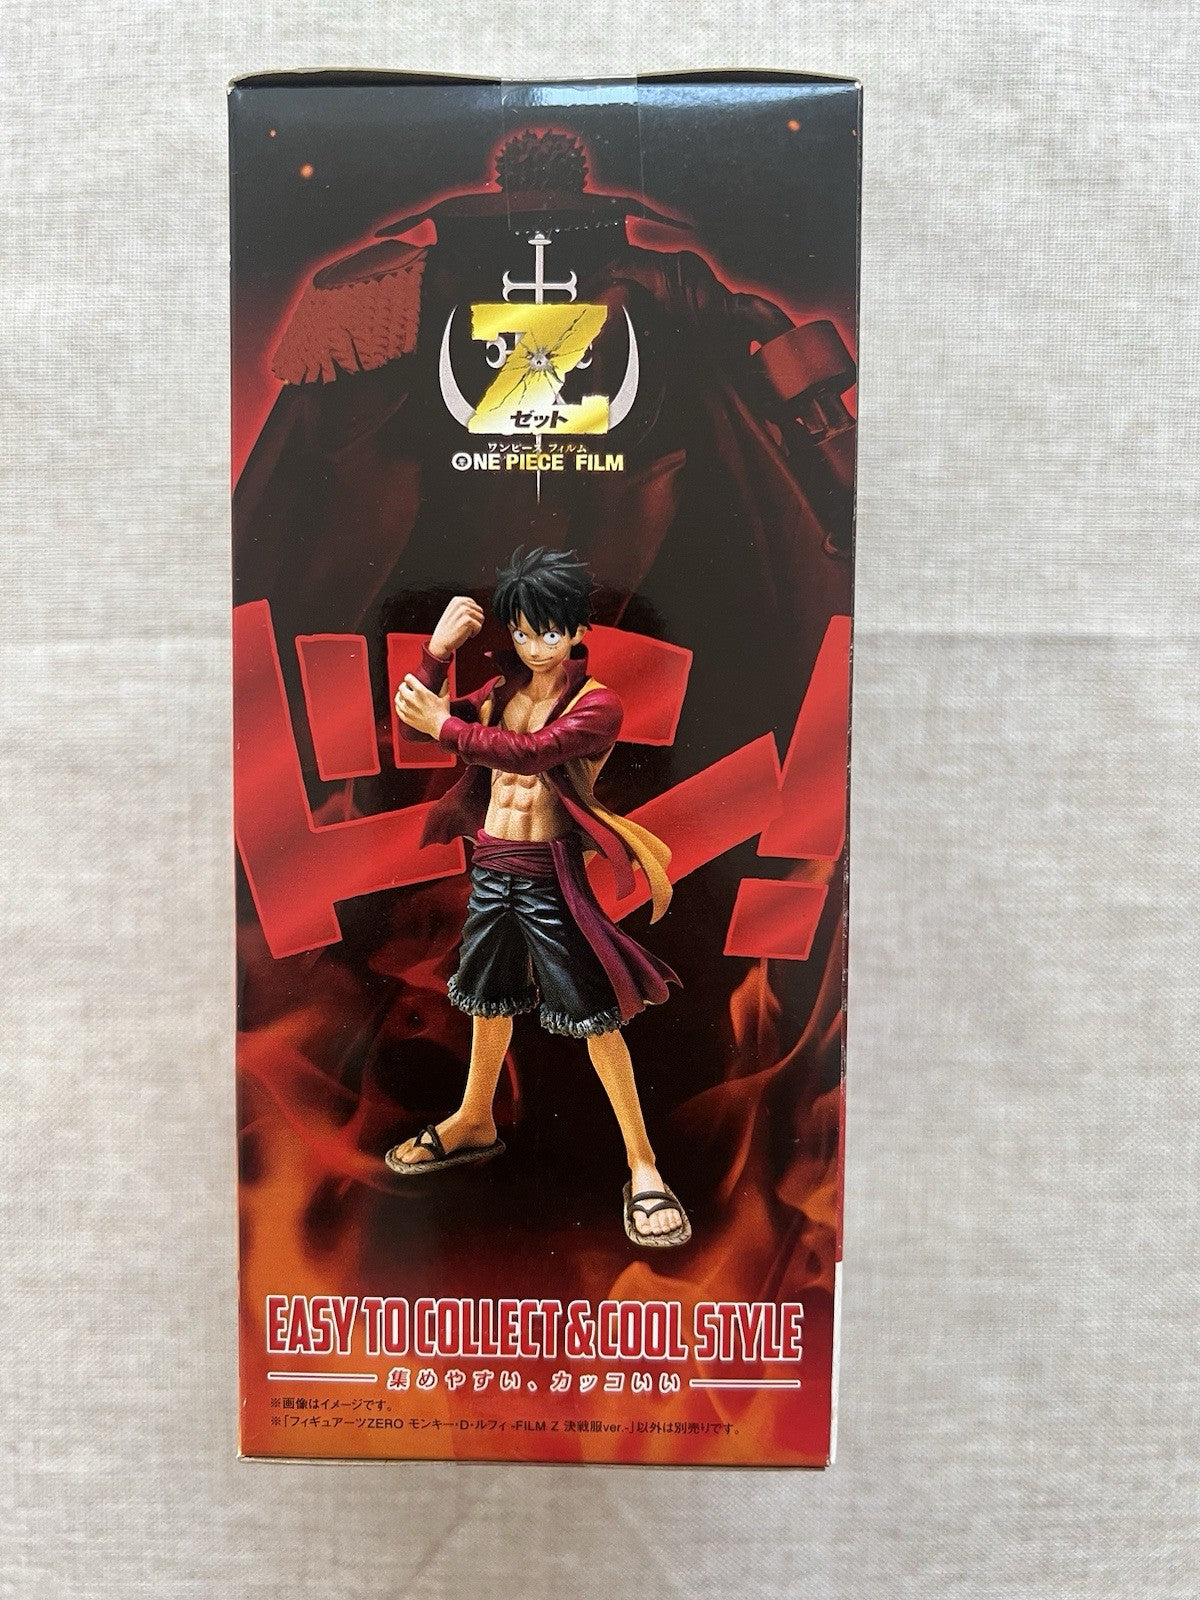 Z
ゼット
ワンピース フィルム
ONE PIECE FILM
ドン!
EASY TO COLLECT & COOL STYLE
集めやすい、カッコいい
※画像はイメージです。
※「フィギュアーツZERO モンキー・D・ルフィ -FILM Z 決戦服ver.-」以外は別売りです。